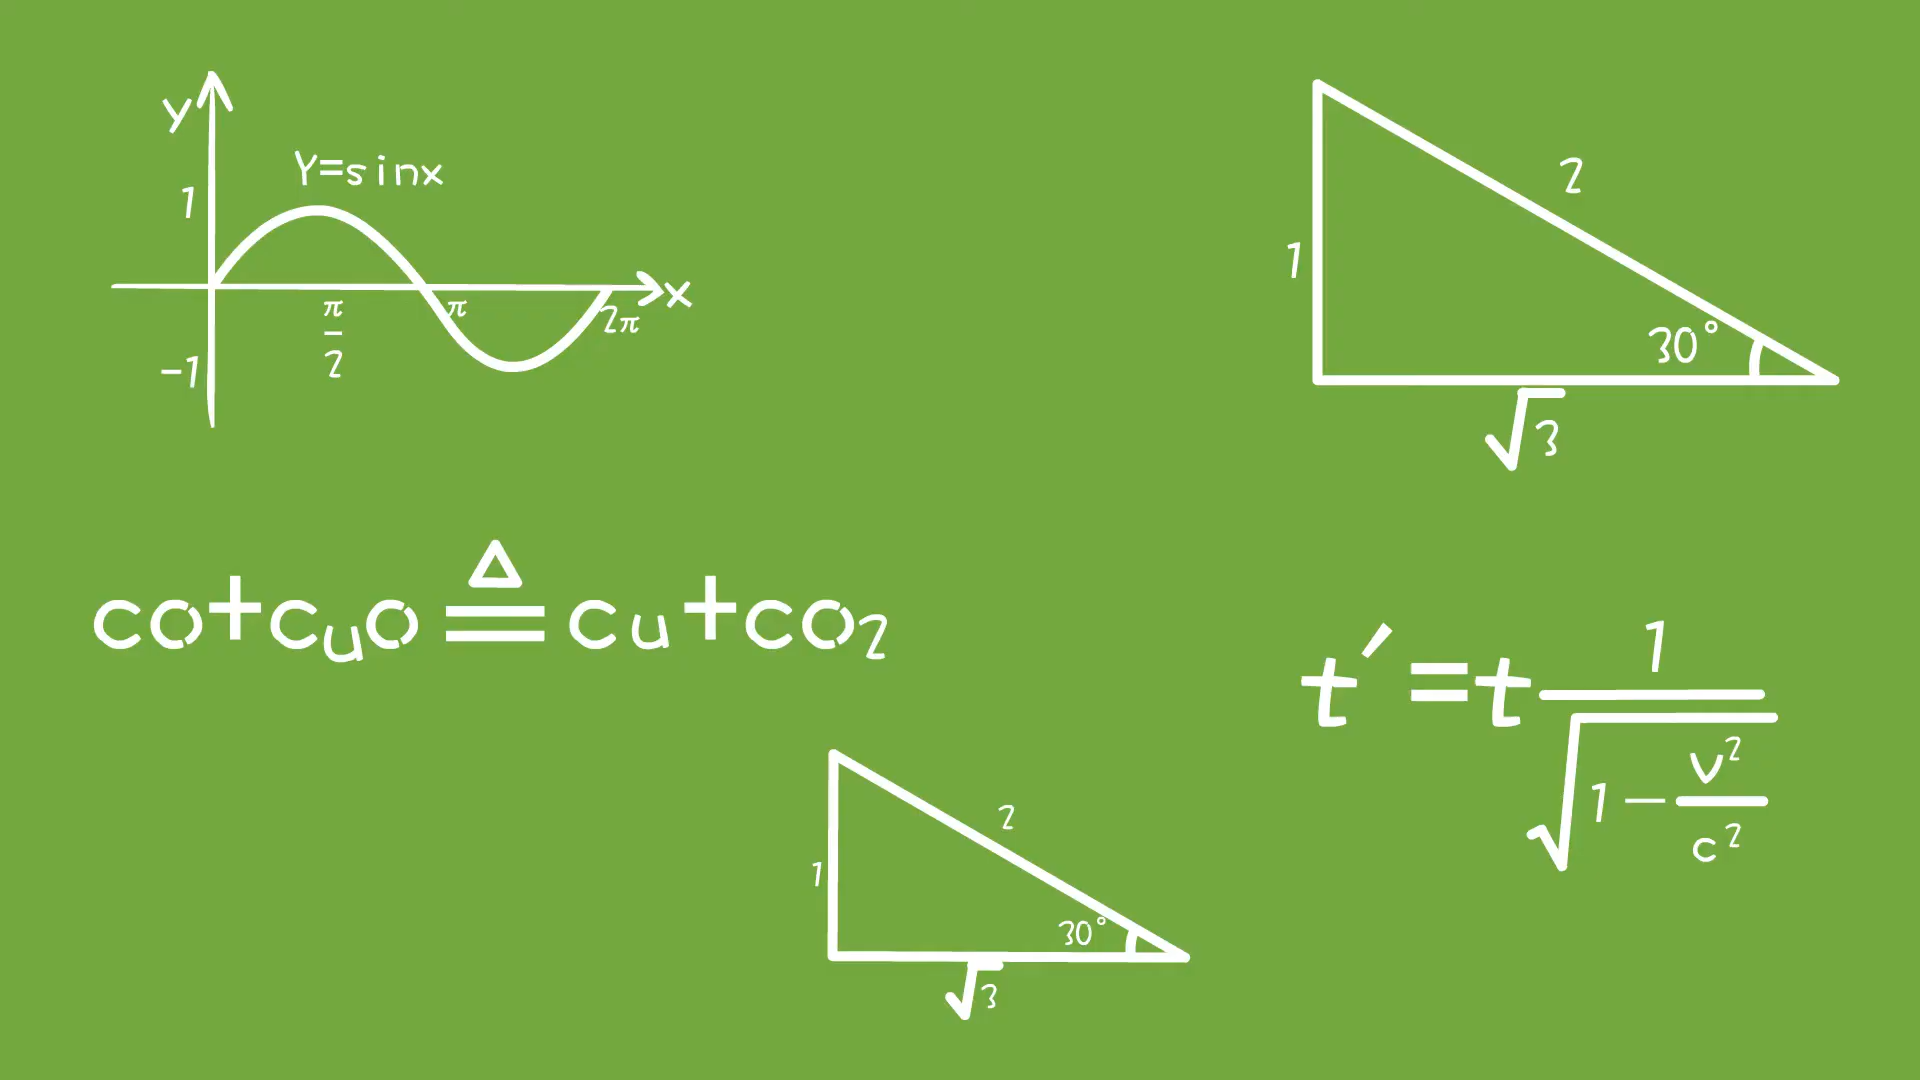 y
Y=sinx
1
x
π/2
π
2π
-1
2
1
30°
√3
co+cuo ≜ cu+co₂
t′=t 1/√(1-v²/c²)
2
1
30°
√3